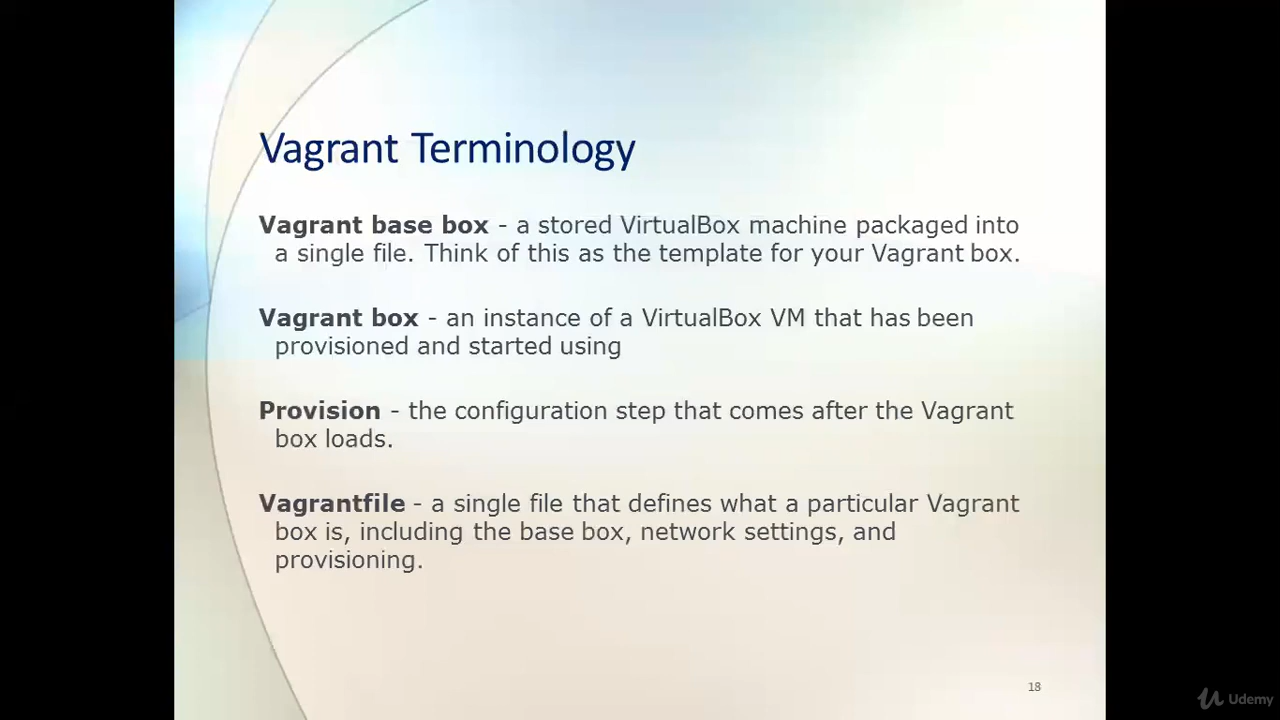 Vagrant Terminology
Vagrant base box - a stored VirtualBox machine packaged into
a single file. Think of this as the template for your Vagrant box.
Vagrant box - an instance of a VirtualBox VM that has been
provisioned and started using
Provision - the configuration step that comes after the Vagrant
box loads.
Vagrantfile - a single file that defines what a particular Vagrant
box is, including the base box, network settings, and
provisioning.
18
Udemy